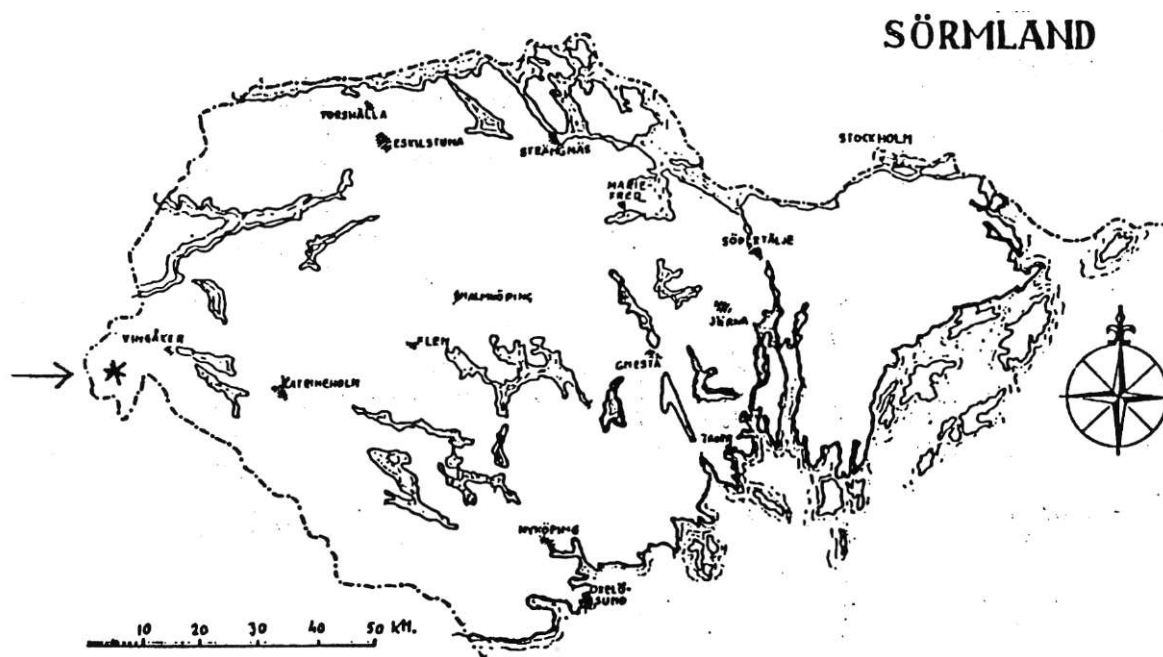 SÖRMLAND
TORSHÄLLA
ESKILSTUNA
STRÄNGNÄS
STOCKHOLM
MARIE-
FRED
SÖDERTÄLJE
MALMKÖPING
JÄRNA
VINGÅKER
FLEN
GNESTA
KATRINEHOLM
TROSA
NYKÖPING
OXELÖ-
SUND
10 20 30 40 50 KM.